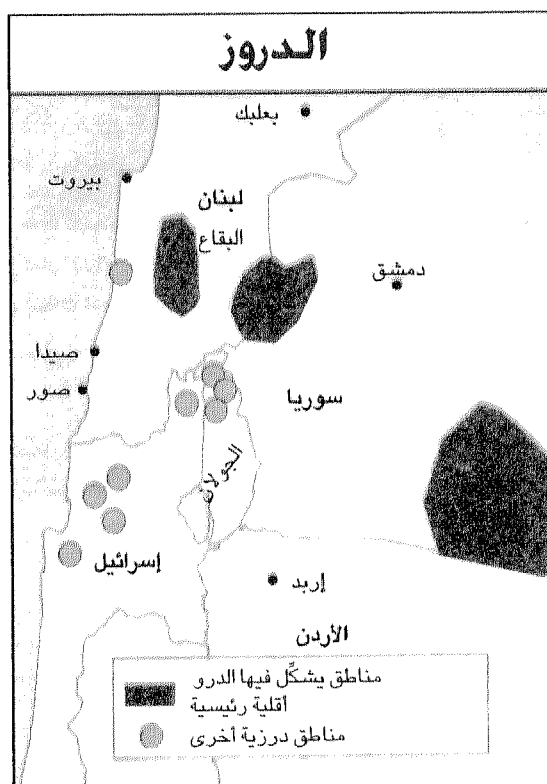 الدروز
بعلبك
بيروت
لبنان
البقاع
دمشق
صيدا
صور
سوريا
الجولان
إسرائيل
إربد
الأردن
مناطق يشكِّل فيها الدرو
أقلية رئيسية
مناطق درزية أخرى